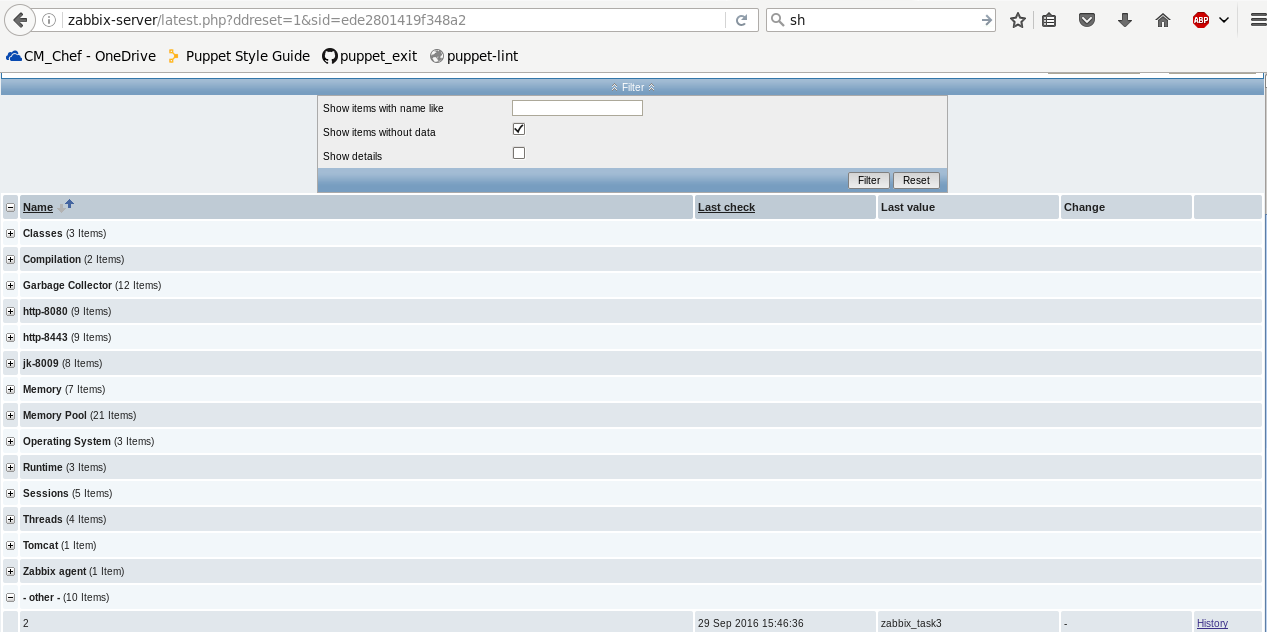 zabbix-server/latest.php?ddreset=1&sid=ede2801419f348a2
sh
ABP
CM_Chef - OneDrive Puppet Style Guide puppet_exit puppet-lint
Filter
Show items with name like
Show items without data
Show details
Filter Reset
Name Last check Last value Change
Classes (3 Items)
Compilation (2 Items)
Garbage Collector (12 Items)
http-8080 (9 Items)
http-8443 (9 Items)
jk-8009 (8 Items)
Memory (7 Items)
Memory Pool (21 Items)
Operating System (3 Items)
Runtime (3 Items)
Sessions (5 Items)
Threads (4 Items)
Tomcat (1 Item)
Zabbix agent (1 Item)
- other - (10 Items)
2 29 Sep 2016 15:46:36 zabbix_task3 - History